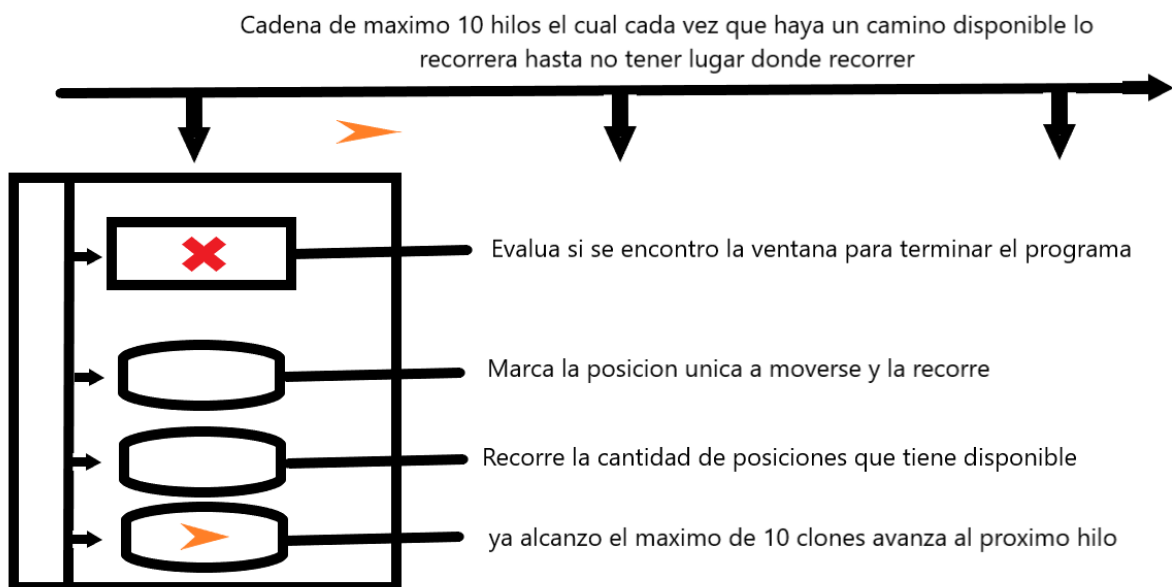 Cadena de maximo 10 hilos el cual cada vez que haya un camino disponible lo
recorrera hasta no tener lugar donde recorrer
Evalua si se encontro la ventana para terminar el programa
Marca la posicion unica a moverse y la recorre
Recorre la cantidad de posiciones que tiene disponible
ya alcanzo el maximo de 10 clones avanza al proximo hilo